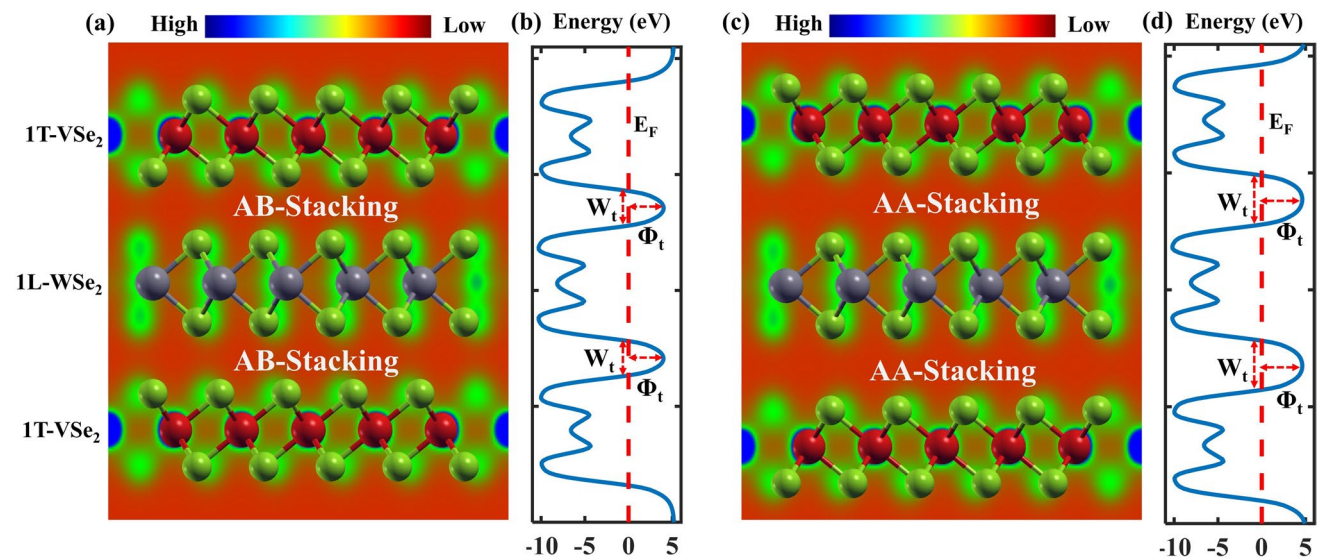 (a) High Low (b) Energy (eV) (c) High Low (d) Energy (eV)
1T-VSe₂
E_F
E_F
AB-Stacking
W_t
Φ_t
AA-Stacking
W_t
Φ_t
1L-WSe₂
AB-Stacking
W_t
Φ_t
AA-Stacking
W_t
Φ_t
1T-VSe₂
-10 -5 0 5
-10 -5 0 5